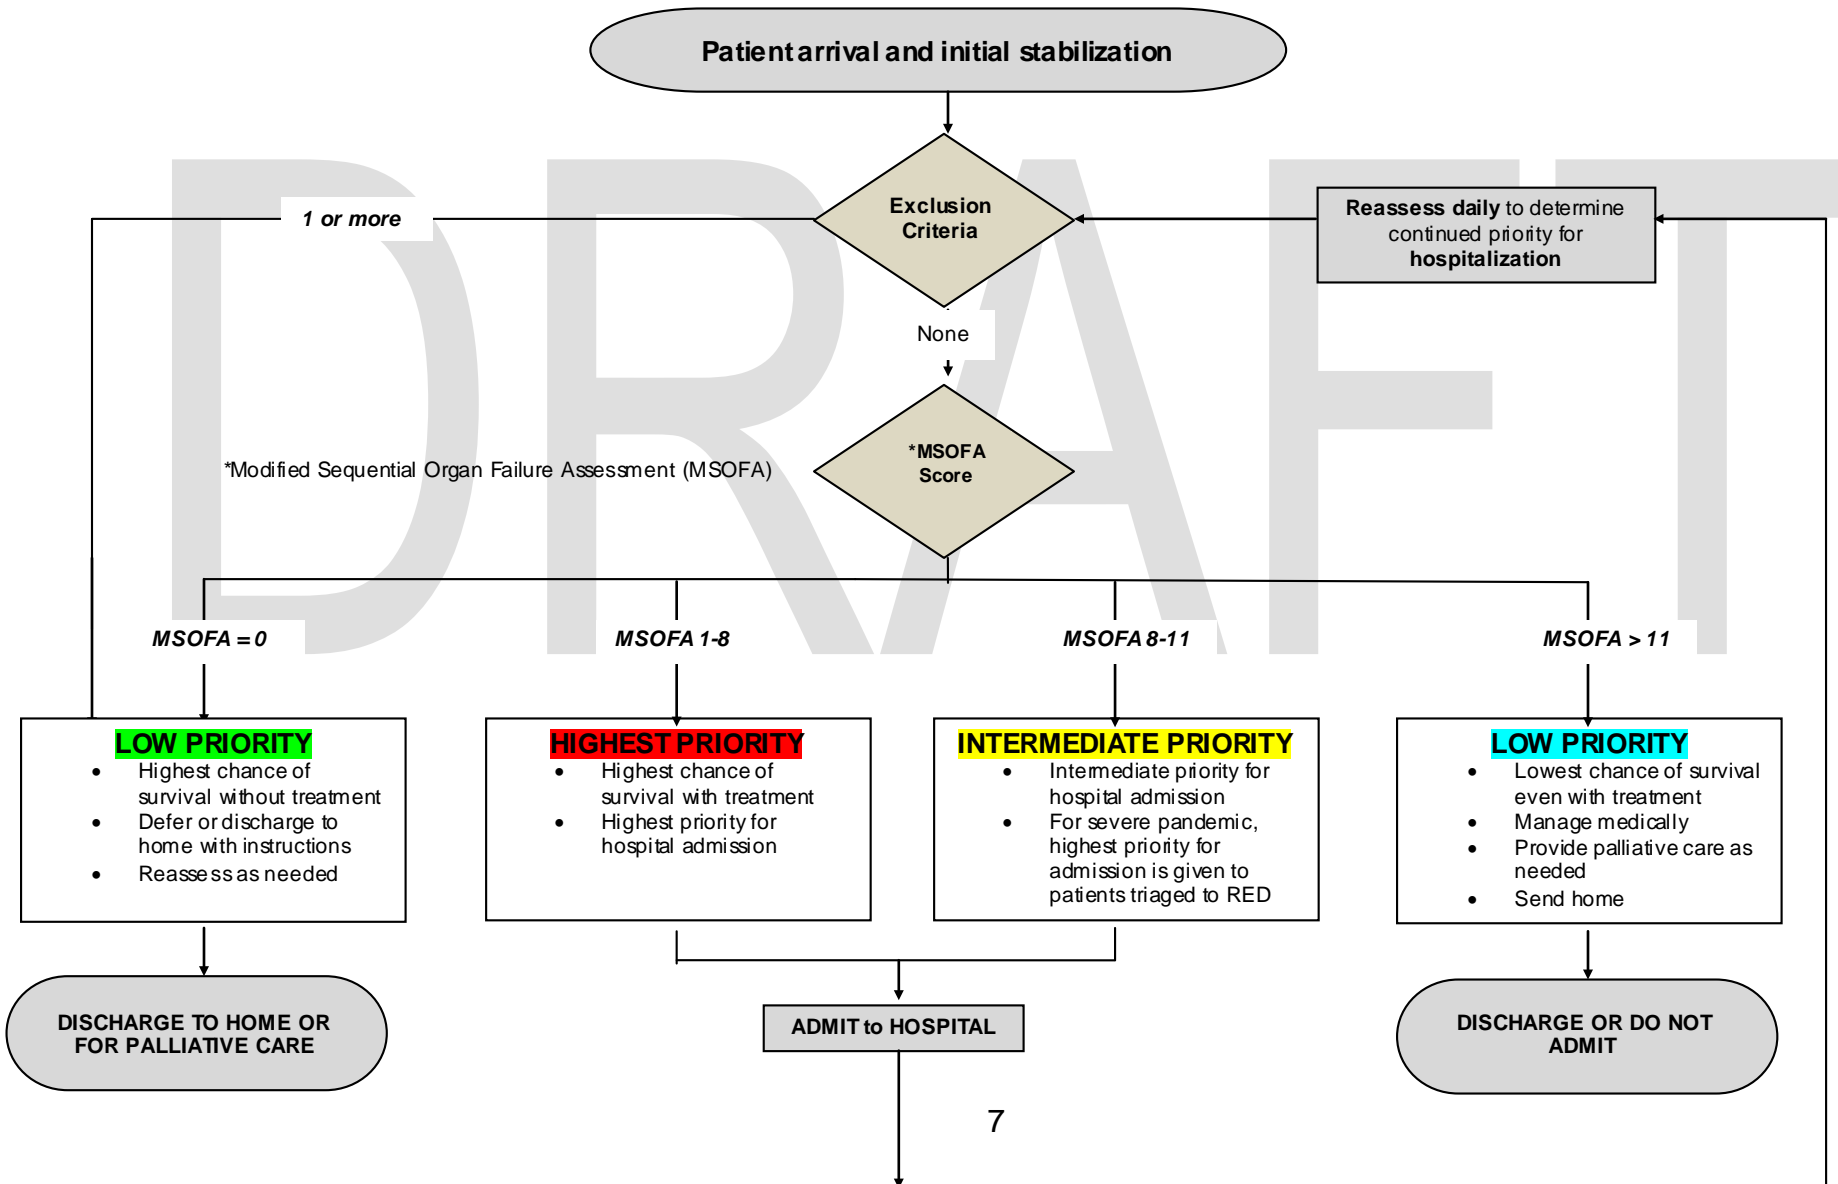 DRAFT
Patient arrival and initial stabilization
Exclusion
Criteria
1 or more
Reassess daily to determine
continued priority for
hospitalization
None
*MSOFA
Score
*Modified Sequential Organ Failure Assessment (MSOFA)
MSOFA = 0
MSOFA 1-8
MSOFA 8-11
MSOFA > 11
LOW PRIORITY
• Highest chance of
survival without treatment
• Defer or discharge to
home with instructions
• Reassess as needed
HIGHEST PRIORITY
• Highest chance of
survival with treatment
• Highest priority for
hospital admission
INTERMEDIATE PRIORITY
• Intermediate priority for
hospital admission
• For severe pandemic,
highest priority for
admission is given to
patients triaged to RED
LOW PRIORITY
• Lowest chance of survival
even with treatment
• Manage medically
• Provide palliative care as
needed
• Send home
DISCHARGE TO HOME OR
FOR PALLIATIVE CARE
ADMIT to HOSPITAL
DISCHARGE OR DO NOT
ADMIT
7